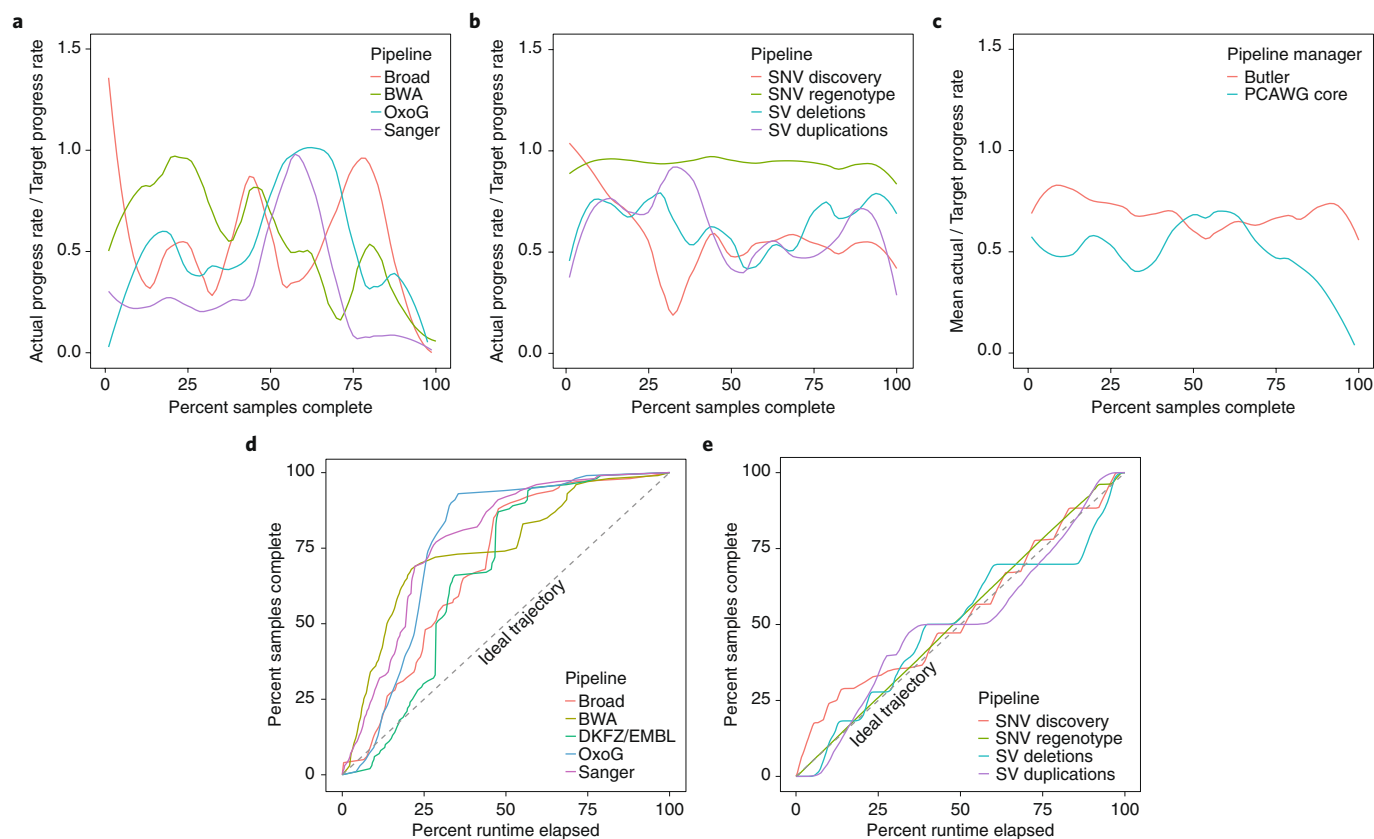 a
1.5
1.0
0.5
0.0
Actual progress rate / Target progress rate
Pipeline
Broad
BWA
OxoG
Sanger
0 25 50 75 100
Percent samples complete
b
1.5
1.0
0.5
0.0
Actual progress rate / Target progress rate
Pipeline
SNV discovery
SNV regenotype
SV deletions
SV duplications
0 25 50 75 100
Percent samples complete
c
1.5
1.0
0.5
0.0
Mean actual / Target progress rate
Pipeline manager
Butler
PCAWG core
0 25 50 75 100
Percent samples complete
d
100
75
50
25
0
Percent samples complete
Ideal trajectory
Pipeline
Broad
BWA
DKFZ/EMBL
OxoG
Sanger
0 25 50 75 100
Percent runtime elapsed
e
100
75
50
25
0
Percent samples complete
Ideal trajectory
Pipeline
SNV discovery
SNV regenotype
SV deletions
SV duplications
0 25 50 75 100
Percent runtime elapsed